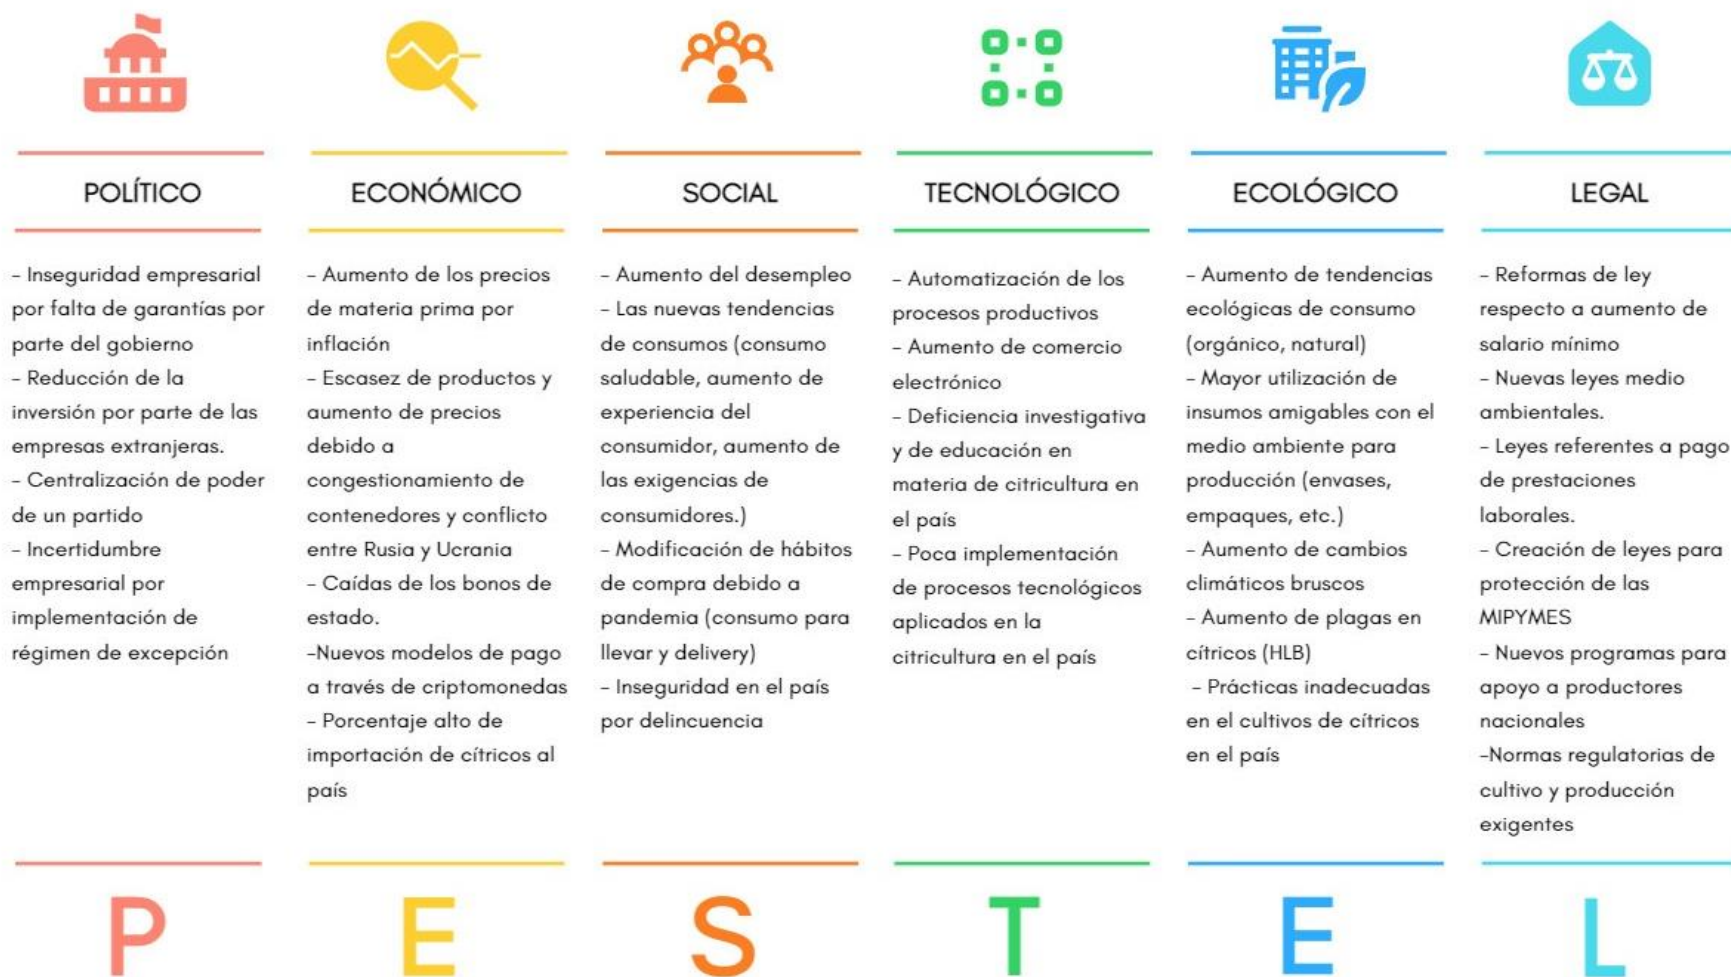 POLÍTICO
- Inseguridad empresarial
por falta de garantías por
parte del gobierno
- Reducción de la
inversión por parte de las
empresas extranjeras.
- Centralización de poder
de un partido
- Incertidumbre
empresarial por
implementación de
régimen de excepción
P
ECONÓMICO
- Aumento de los precios
de materia prima por
inflación
- Escasez de productos y
aumento de precios
debido a
congestionamiento de
contenedores y conflicto
entre Rusia y Ucrania
- Caídas de los bonos de
estado.
-Nuevos modelos de pago
a través de criptomonedas
- Porcentaje alto de
importación de cítricos al
país
E
SOCIAL
- Aumento del desempleo
- Las nuevas tendencias
de consumos (consumo
saludable, aumento de
experiencia del
consumidor, aumento de
las exigencias de
consumidores.)
- Modificación de hábitos
de compra debido a
pandemia (consumo para
llevar y delivery)
- Inseguridad en el país
por delincuencia
S
TECNOLÓGICO
- Automatización de los
procesos productivos
- Aumento de comercio
electrónico
- Deficiencia investigativa
y de educación en
materia de citricultura en
el país
- Poca implementación
de procesos tecnológicos
aplicados en la
citricultura en el país
T
ECOLÓGICO
- Aumento de tendencias
ecológicas de consumo
(orgánico, natural)
- Mayor utilización de
insumos amigables con el
medio ambiente para
producción (envases,
empaques, etc.)
- Aumento de cambios
climáticos bruscos
- Aumento de plagas en
cítricos (HLB)
- Prácticas inadecuadas
en el cultivos de cítricos
en el país
E
LEGAL
- Reformas de ley
respecto a aumento de
salario mínimo
- Nuevas leyes medio
ambientales.
- Leyes referentes a pago
de prestaciones
laborales.
- Creación de leyes para
protección de las
MIPYMES
- Nuevos programas para
apoyo a productores
nacionales
-Normas regulatorias de
cultivo y producción
exigentes
L